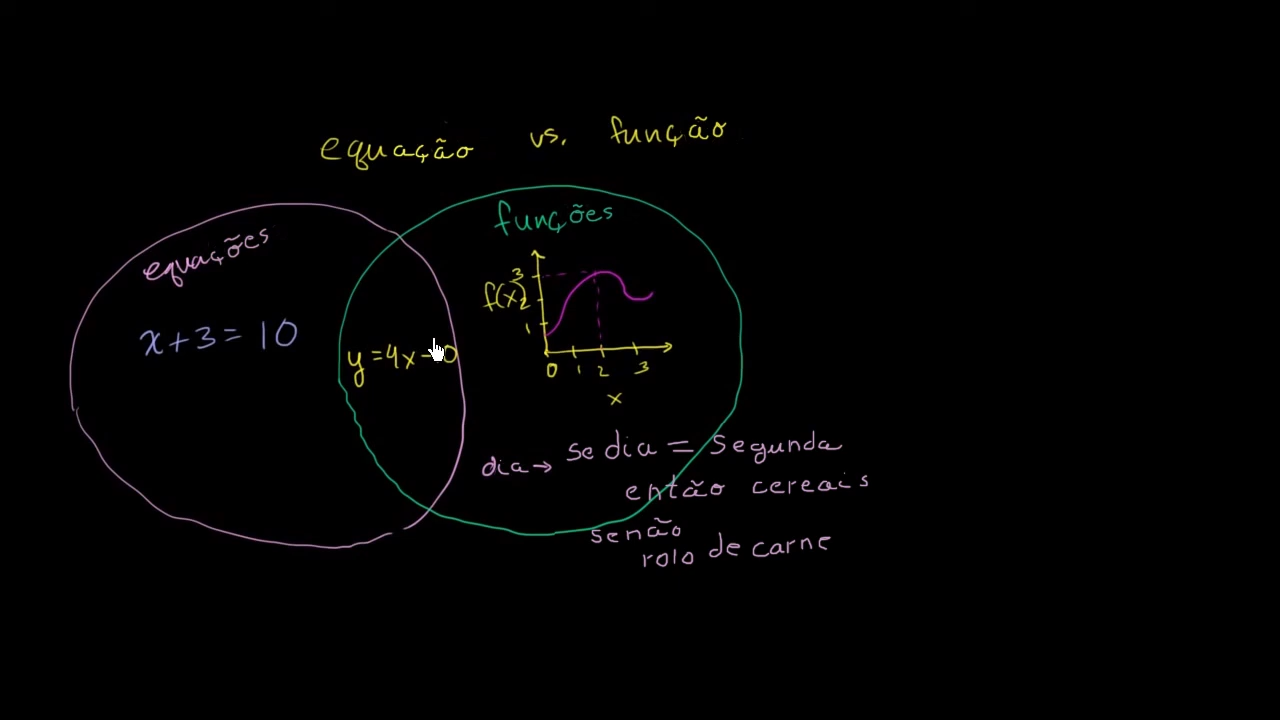 equação vs. função
equações
funções
x+3=10
y=4x-
f(x)
3
2
1
0 1 2 3
x
dia→ se dia = segunda
então cereais
senão
rolo de carne